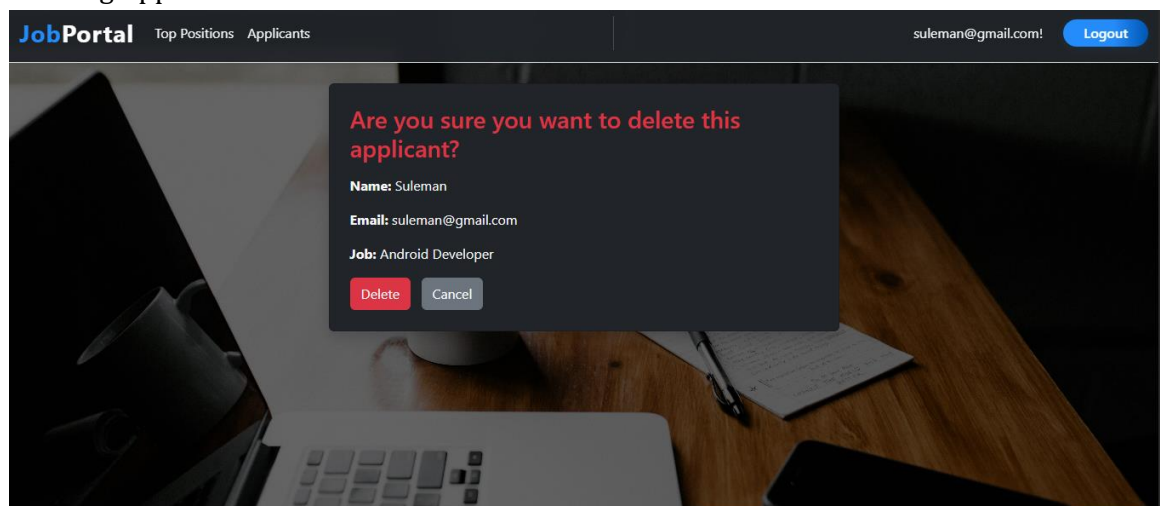 JobPortal Top Positions Applicants suleman@gmail.com! Logout
Are you sure you want to delete this
applicant?
Name: Suleman
Email: suleman@gmail.com
Job: Android Developer
Delete Cancel